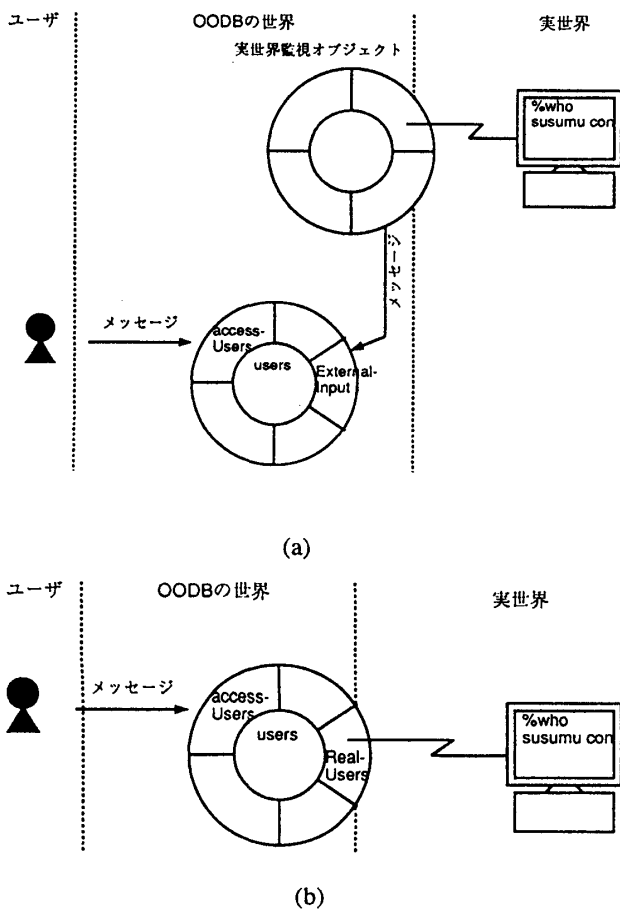 ユーザ
OODBの世界
実世界
実世界監視オブジェクト
%who
susumu con
メッセージ
メッセージ
access-
Users
users
External-
Input
(a)
ユーザ
OODBの世界
実世界
メッセージ
access-
Users
users
Real-
Users
%who
susumu con
(b)